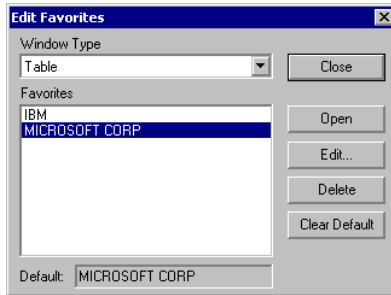 Edit Favorites
Window Type
Table
Close
Favorites
IBM
MICROSOFT CORP
Open
Edit...
Delete
Clear Default
Default: MICROSOFT CORP